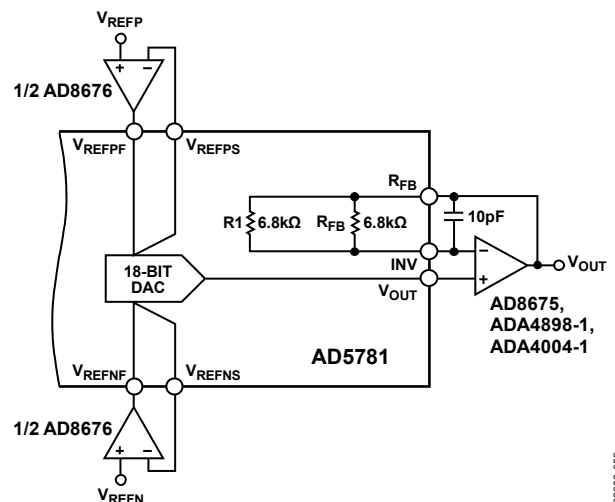 VREFP
+ −
1/2 AD8676
VREFPF VREFPS
RFB
R1 6.8kΩ RFB 6.8kΩ 10pF
18-BIT
DAC
INV
VOUT
− +
VOUT
AD8675,
ADA4898-1,
ADA4004-1
AD5781
VREFNF VREFNS
1/2 AD8676
+ −
VREFN